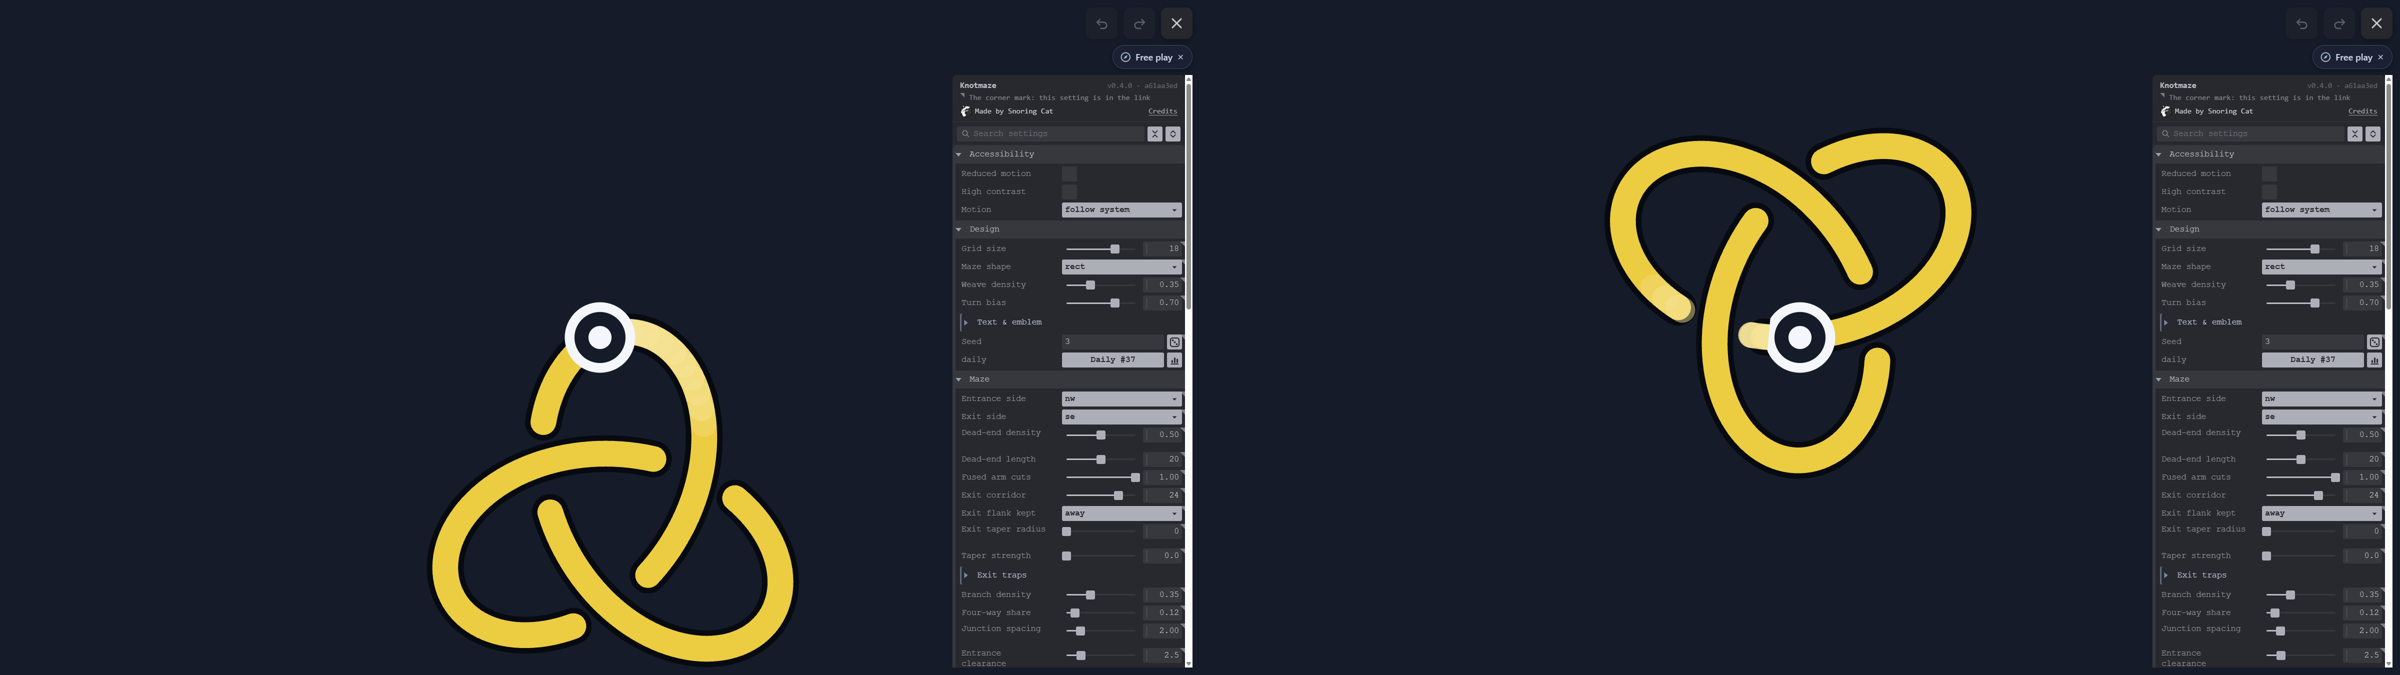 Free play ×
Knotmaze v0.4.0 · a61aa3ed
The corner mark: this setting is in the link
Made by Snoring Cat Credits
Search settings
Accessibility
Reduced motion
High contrast
Motion follow system
Design
Grid size 18
Maze shape rect
Weave density 0.35
Turn bias 0.70
Text & emblem
Seed 3
daily Daily #37
Maze
Entrance side nw
Exit side se
Dead-end density 0.50
Dead-end length 20
Fused arm cuts 1.00
Exit corridor 24
Exit flank kept away
Exit taper radius 0
Taper strength 0.0
Exit traps
Branch density 0.35
Four-way share 0.12
Junction spacing 2.00
Entrance 2.5
clearance
Free play ×
Knotmaze v0.4.0 · a61aa3ed
The corner mark: this setting is in the link
Made by Snoring Cat Credits
Search settings
Accessibility
Reduced motion
High contrast
Motion follow system
Design
Grid size 18
Maze shape rect
Weave density 0.35
Turn bias 0.70
Text & emblem
Seed 3
daily Daily #37
Maze
Entrance side nw
Exit side se
Dead-end density 0.50
Dead-end length 20
Fused arm cuts 1.00
Exit corridor 24
Exit flank kept away
Exit taper radius 0
Taper strength 0.0
Exit traps
Branch density 0.35
Four-way share 0.12
Junction spacing 2.00
Entrance 2.5
clearance